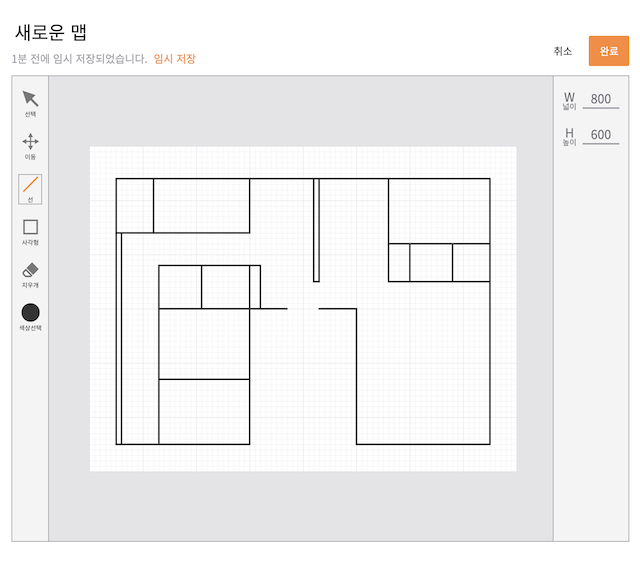 새로운 맵
1분 전에 임시 저장되었습니다. 임시 저장
취소
완료
선택
이동
선
사각형
지우개
색상선택
W 800
넓이
H 600
높이